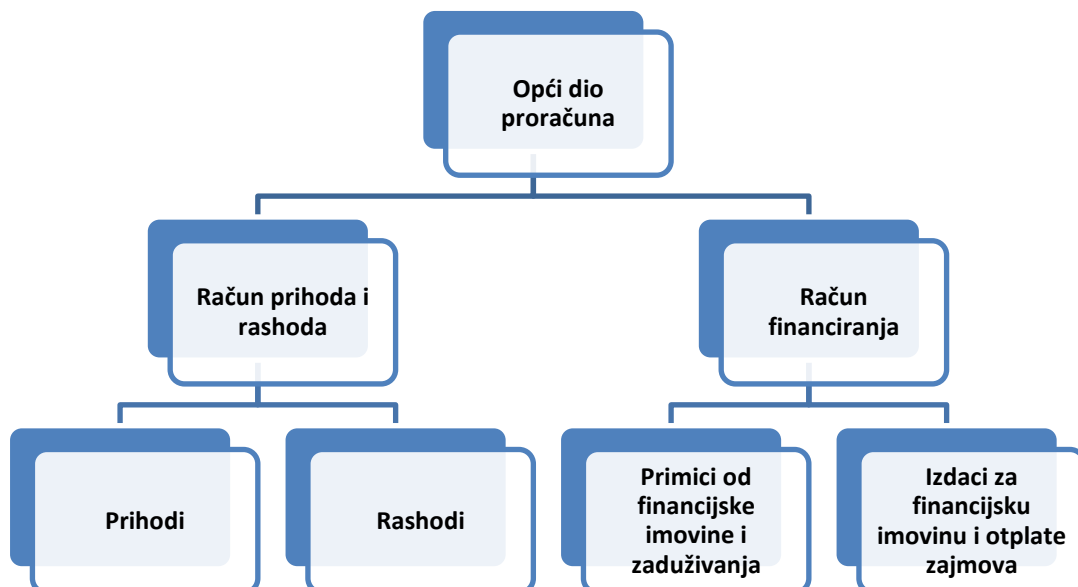 Opći dio
proračuna
Račun prihoda i
rashoda
Račun
financiranja
Prihodi
Rashodi
Primici od
financijske
imovine i
zaduživanja
Izdaci za
financijsku
imovinu i otplate
zajmova